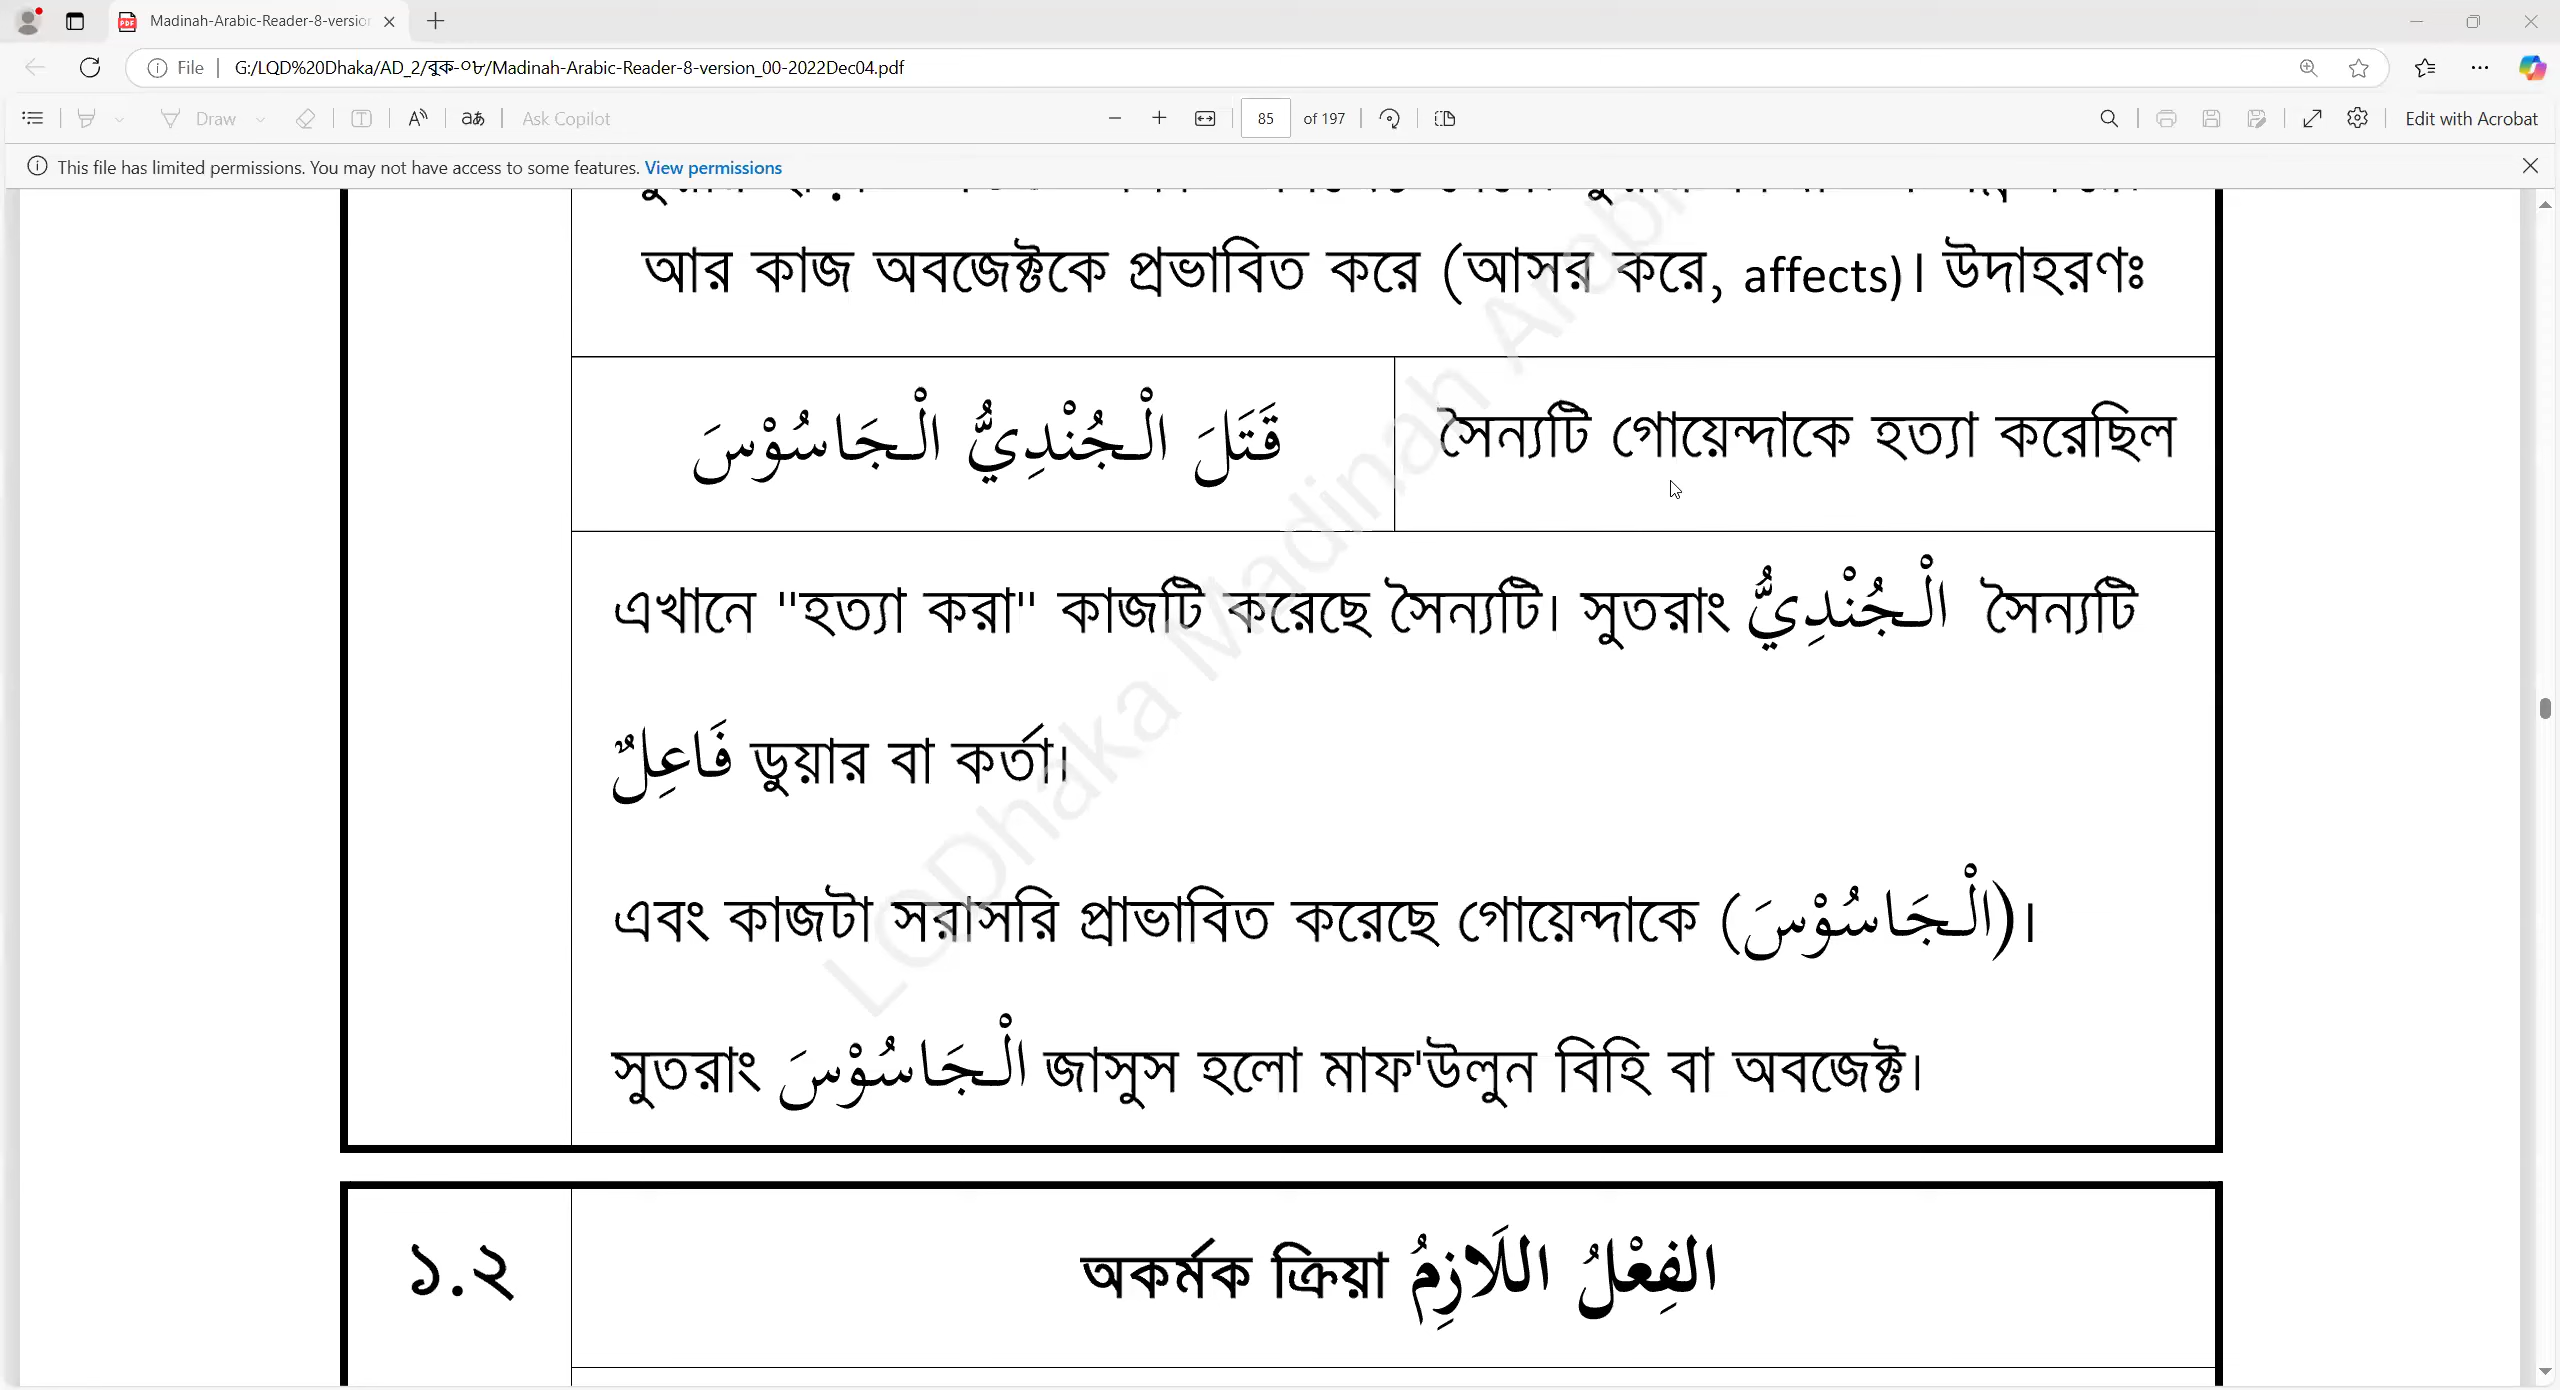 Madinah-Arabic-Reader-8-versio
File
G:/LQD%20Dhaka/AD_2/বুক-০৮/Madinah-Arabic-Reader-8-version_00-2022Dec04.pdf
Draw
Ask Copilot
85 of 197
Edit with Acrobat
This file has limited permissions. You may not have access to some features. View permissions
আর কাজ অবজেক্টকে প্রভাবিত করে (আসর করে, affects)। উদাহরণঃ
قَتَلَ الْجُنْدِيُّ الْجَاسُوْسَ
সৈন্যটি গোয়েন্দাকে হত্যা করেছিল
এখানে "হত্যা করা" কাজটি করেছে সৈন্যটি। সুতরাং الْجُنْدِيُّ সৈন্যটি
فَاعِلٌ ডুয়ার বা কর্তা।
এবং কাজটা সরাসরি প্রাভাবিত করেছে গোয়েন্দাকে (الْجَاسُوْسَ)।
সুতরাং الْجَاسُوْسَ জাসুস হলো মাফ'উলুন বিহি বা অবজেক্ট।
১.২
অকর্মক ক্রিয়া الفِعْلُ اللَازِمُ
LQDhaka Madinah Arabi